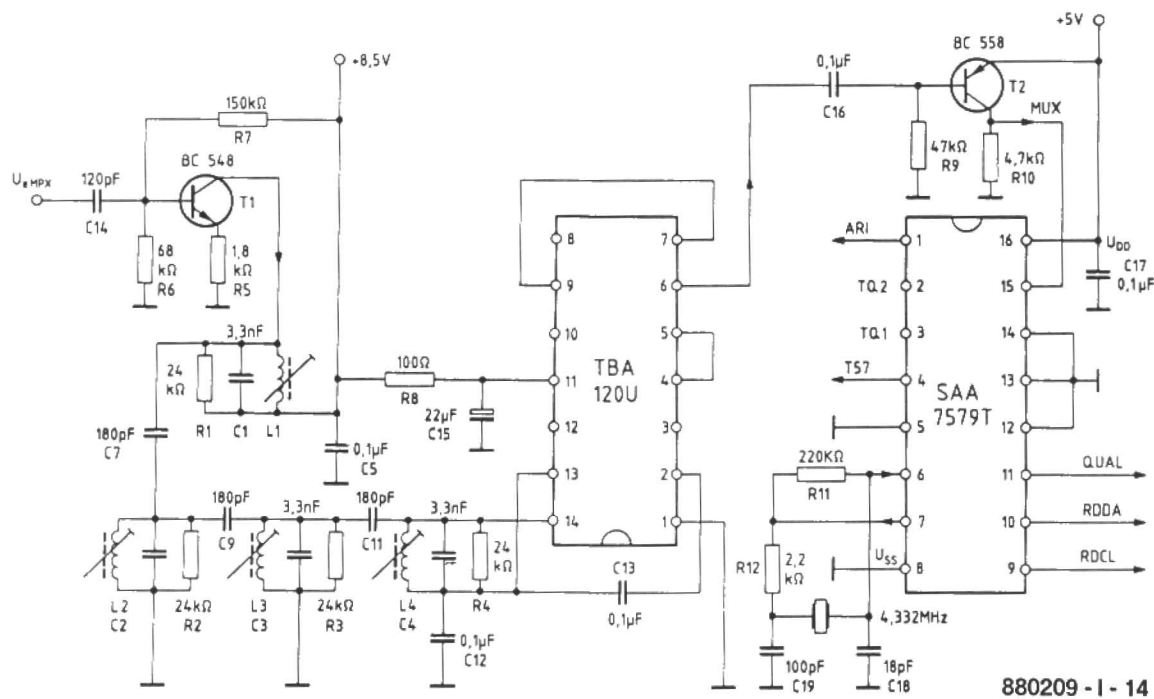 +5V
BC 558
T2
0,1µF
C16
MUX
47kΩ
R9
4,7kΩ
R10
+8,5V
150kΩ
R7
BC 548
T1
UeMPX
120pF
C14
68
kΩ
R6
1,8
kΩ
R5
3,3nF
24
kΩ
R1
C1
L1
180pF
C7
100Ω
R8
22µF
C15
0,1µF
C5
8
9
10
11
12
13
14
7
6
5
4
3
2
1
TBA
120U
ARI
TQ2
TQ1
TS7
1
2
3
4
5
6
7
8
16
15
14
13
12
11
10
9
SAA
7579T
UDD
C17
0,1µF
QUAL
RDDA
RDCL
220KΩ
R11
R12
2,2
kΩ
USS
4,332MHz
100pF
C19
18pF
C18
180pF
C9
3,3nF
180pF
C11
3,3nF
L2
C2
24kΩ
R2
L3
C3
24kΩ
R3
L4
C4
24
kΩ
R4
0,1µF
C12
C13
0,1µF
880209 - I - 14